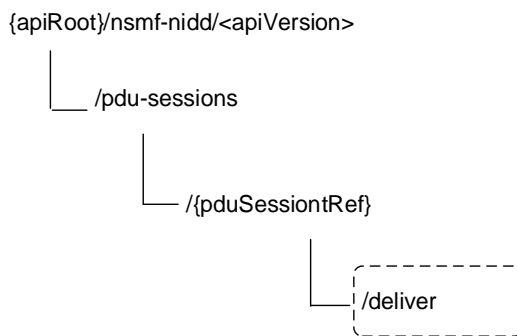 {apiRoot}/nsmf-nidd/<apiVersion>
/pdu-sessions
/{pduSessiontRef}
/deliver